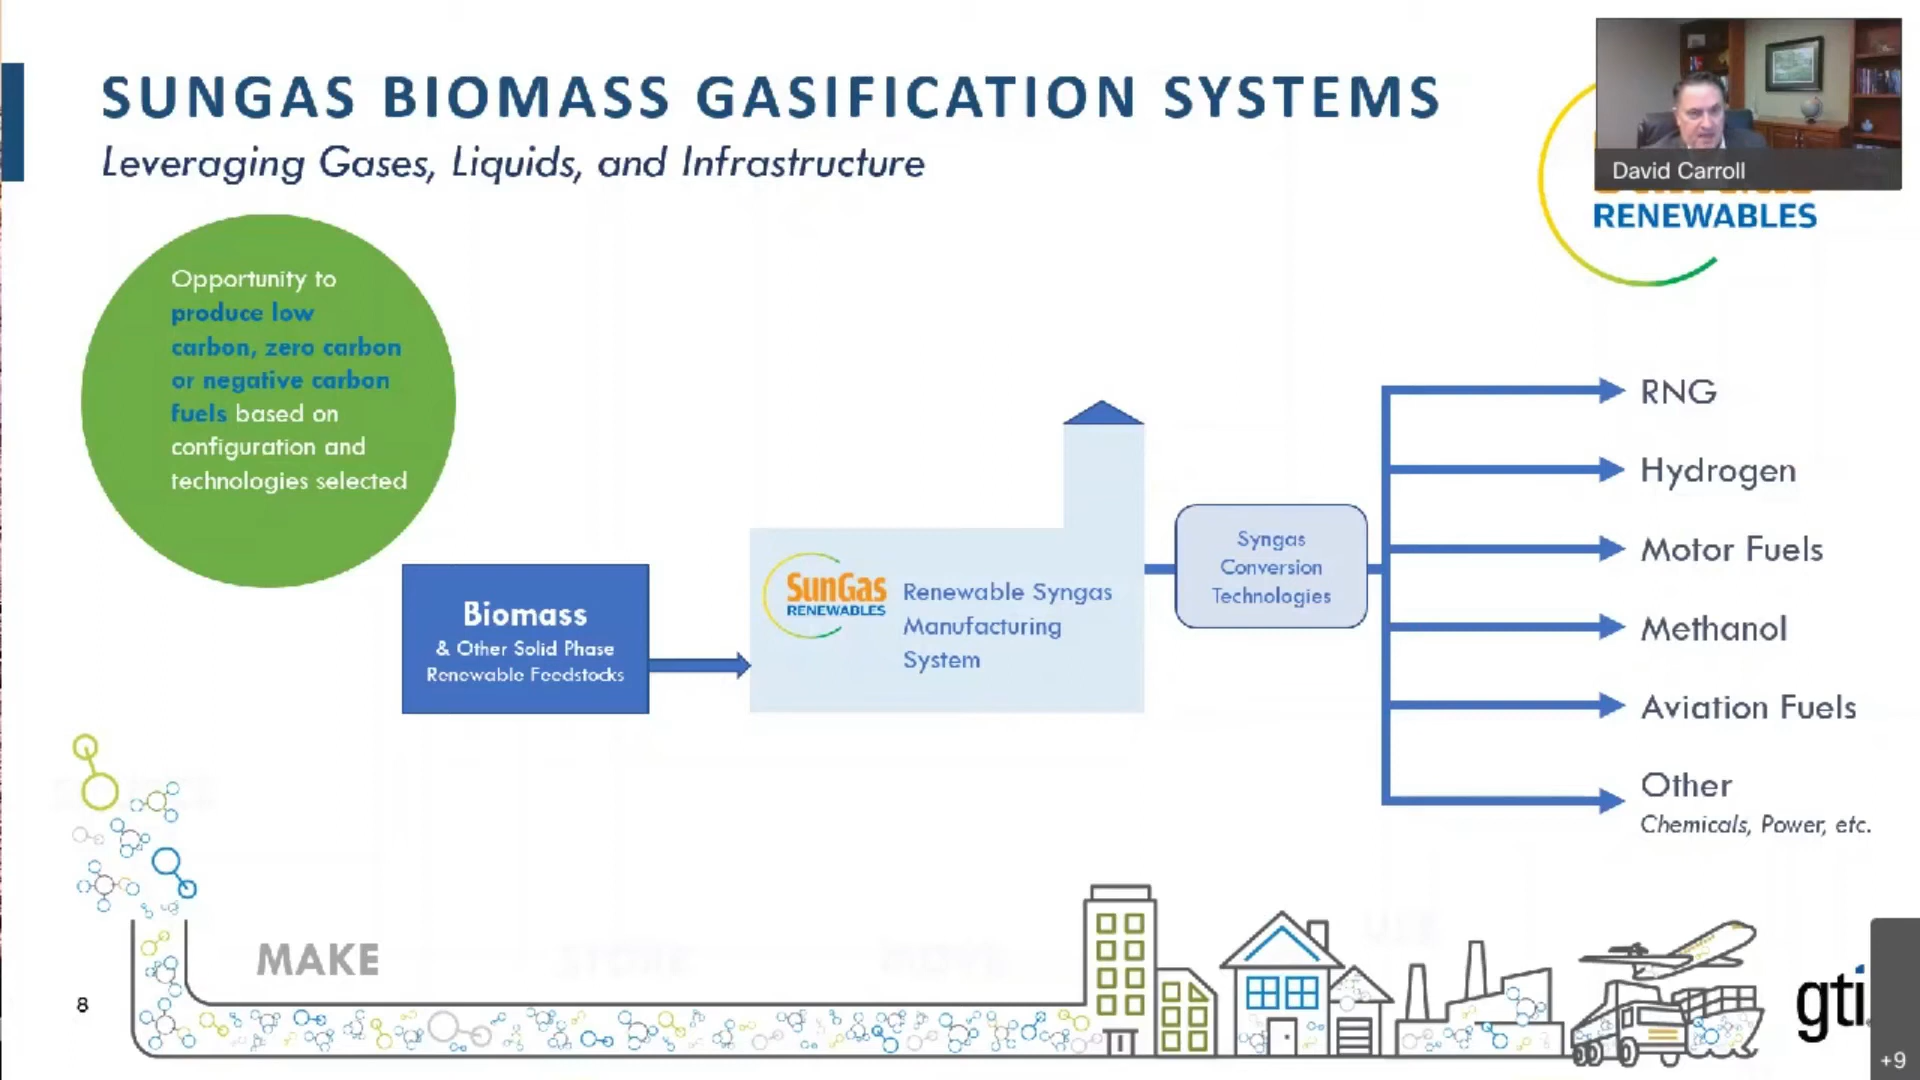 SUNGAS BIOMASS GASIFICATION SYSTEMS
Leveraging Gases, Liquids, and Infrastructure
David Carroll
RENEWABLES
Opportunity to
produce low
carbon, zero carbon
or negative carbon
fuels based on
configuration and
technologies selected
Biomass
& Other Solid Phase
Renewable Feedstocks
SunGas
RENEWABLES
Renewable Syngas
Manufacturing
System
Syngas
Conversion
Technologies
RNG
Hydrogen
Motor Fuels
Methanol
Aviation Fuels
Other
Chemicals, Power, etc.
MAKE
8
gti
+9